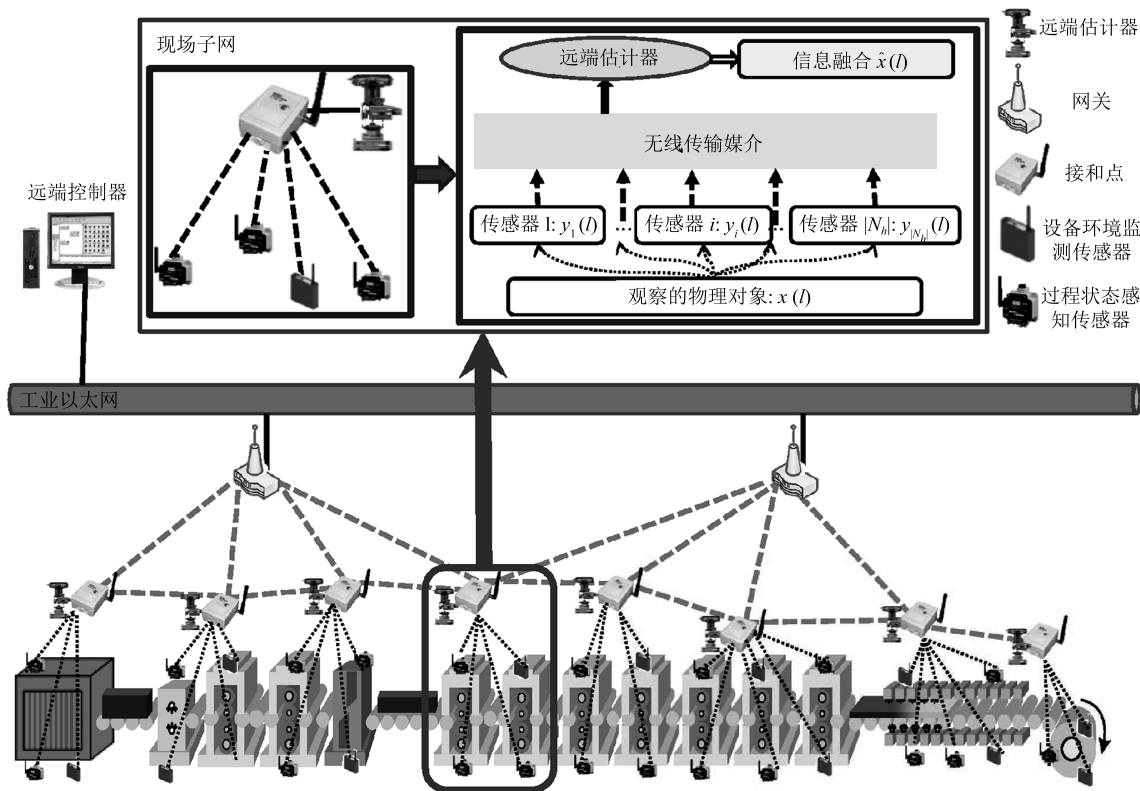 现场子网
远端估计器
信息融合 x̂(l)
无线传输媒介
传感器 1: y₁(l)
传感器 i: yᵢ(l)
传感器 |Nₕ|: y|Nₕ|(l)
观察的物理对象: x(l)
远端控制器
工业以太网
远端估计器
网关
接和点
设备环境监
测传感器
过程状态感
知传感器